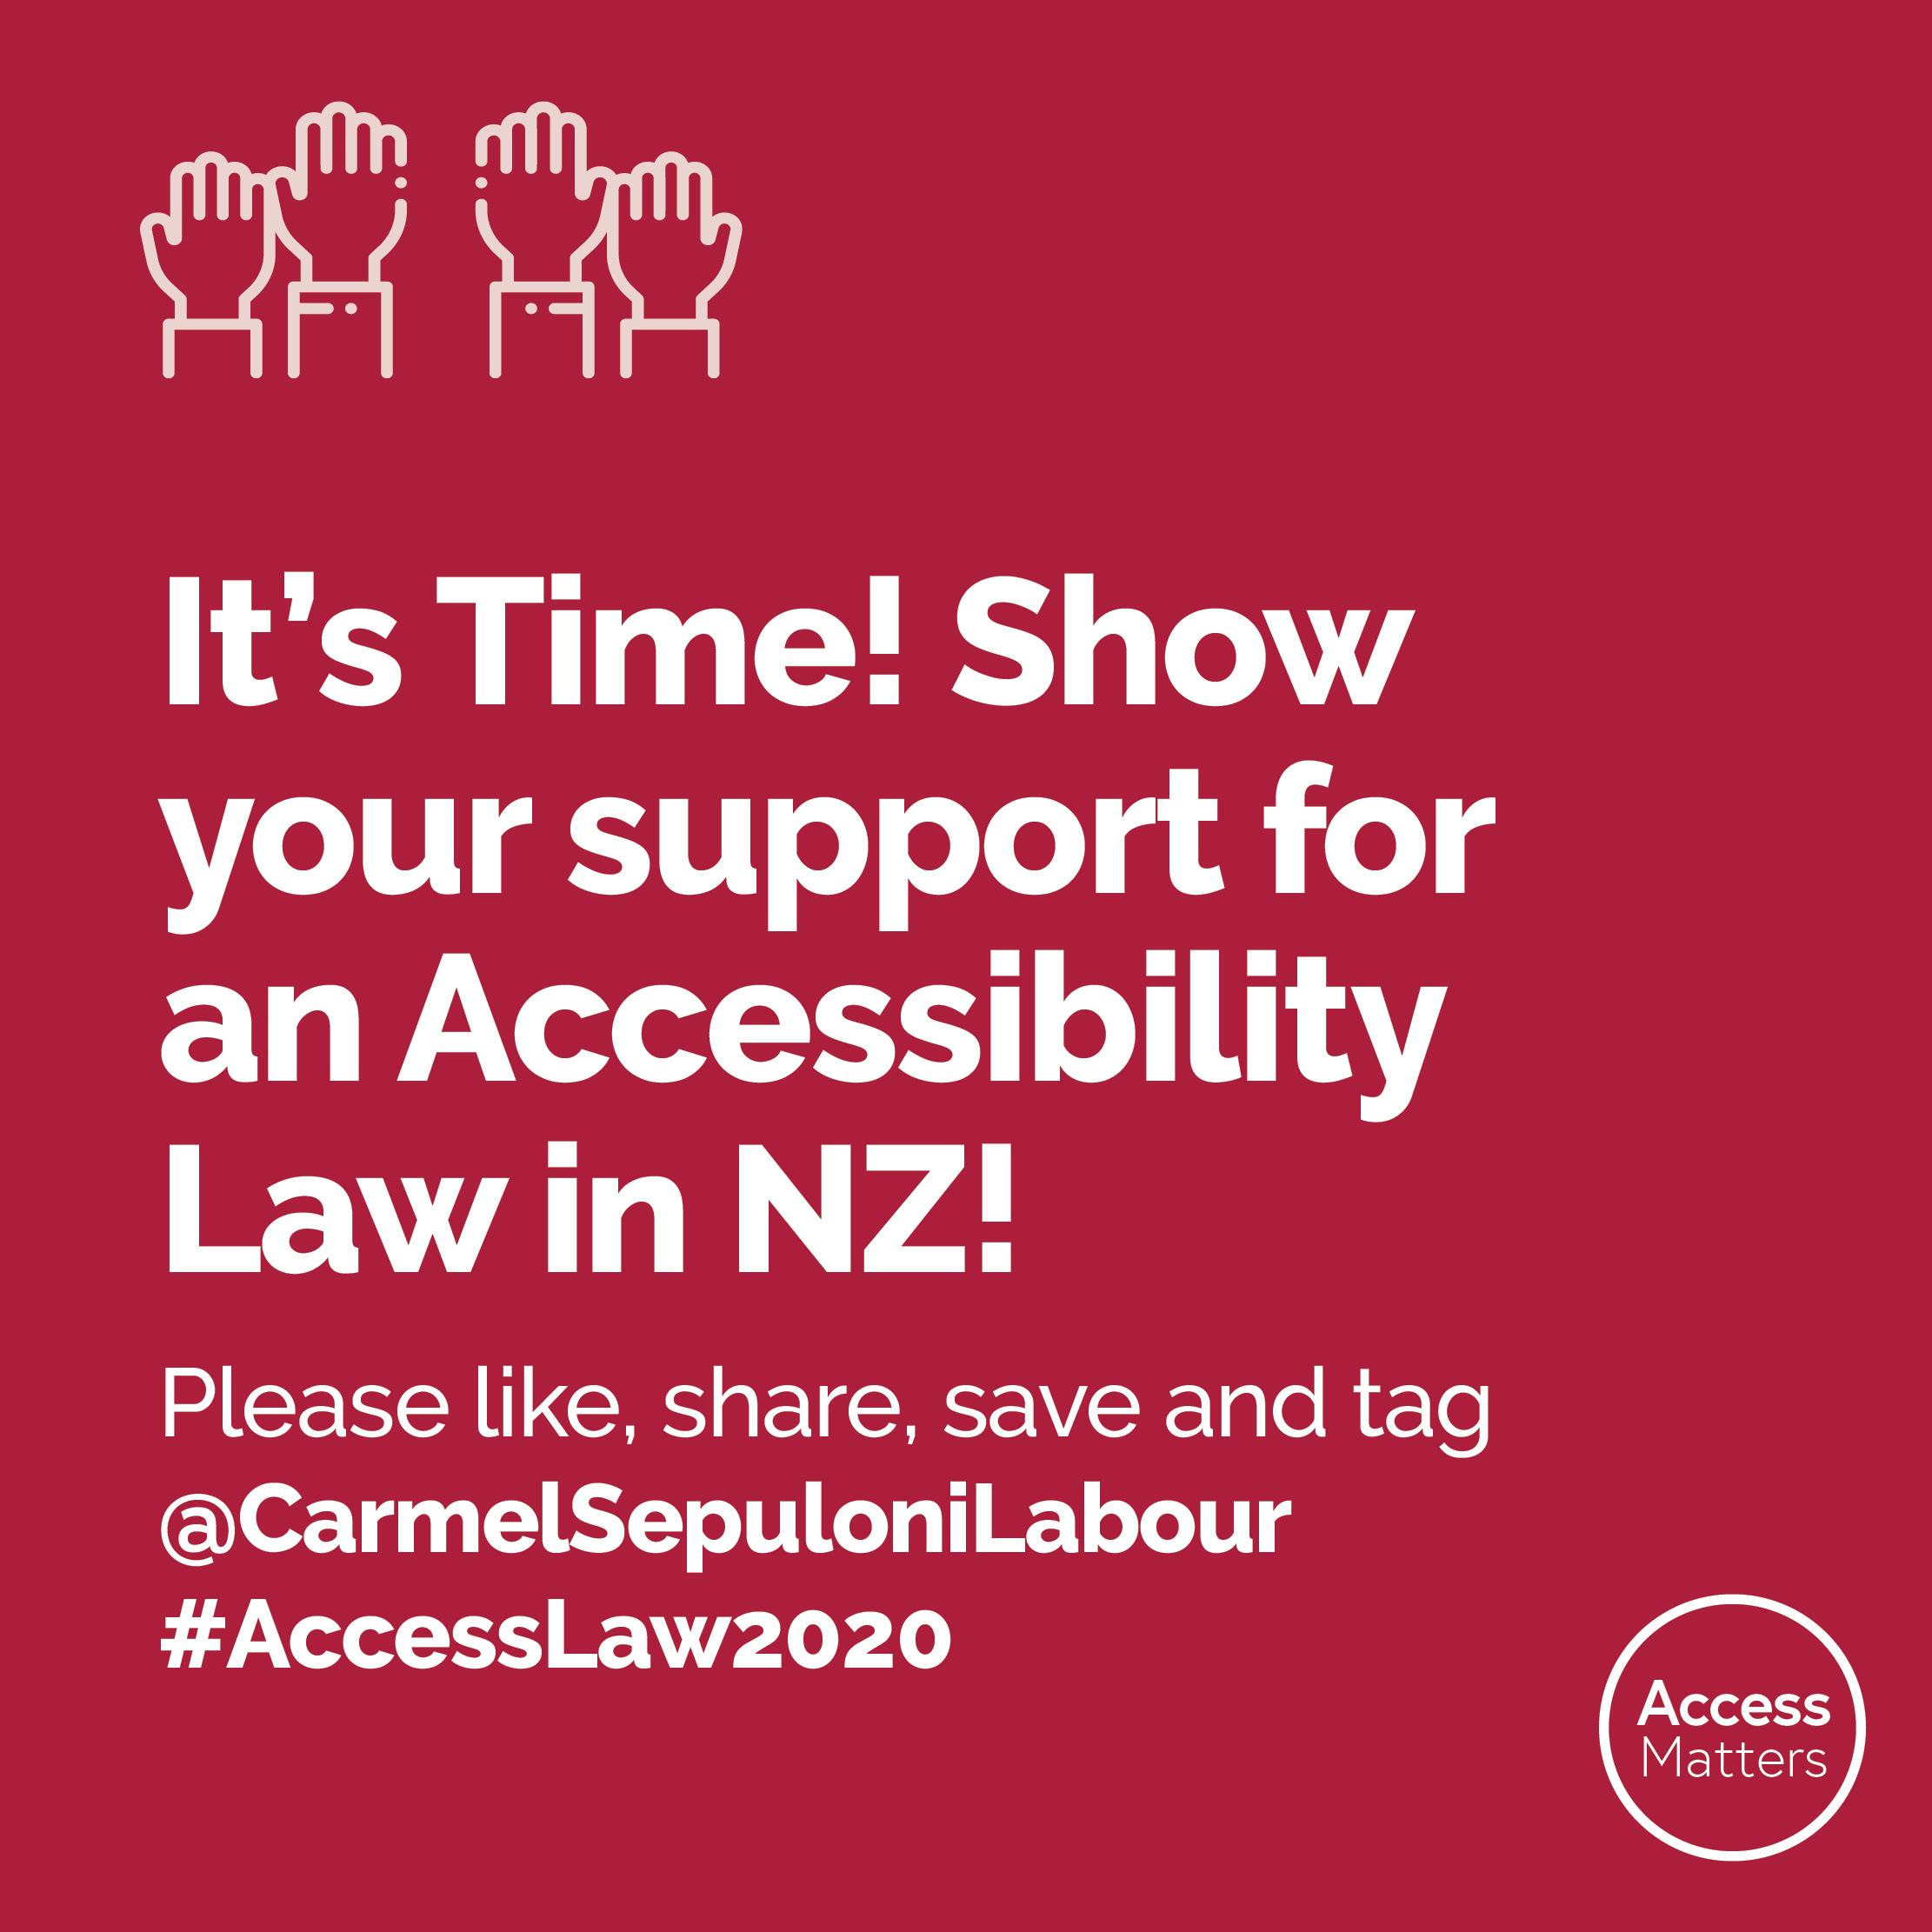 It’s Time! Show
your support for
an Accessibility
Law in NZ!
Please like, share, save and tag
@CarmelSepuloniLabour
#AccessLaw2020
Access
Matters